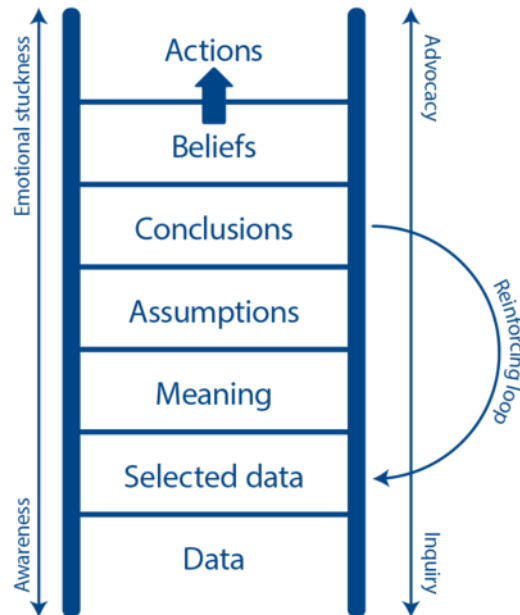 Actions
Beliefs
Conclusions
Assumptions
Meaning
Selected data
Data
Emotional stuckness
Awareness
Advocacy
Inquiry
Reinforcing loop